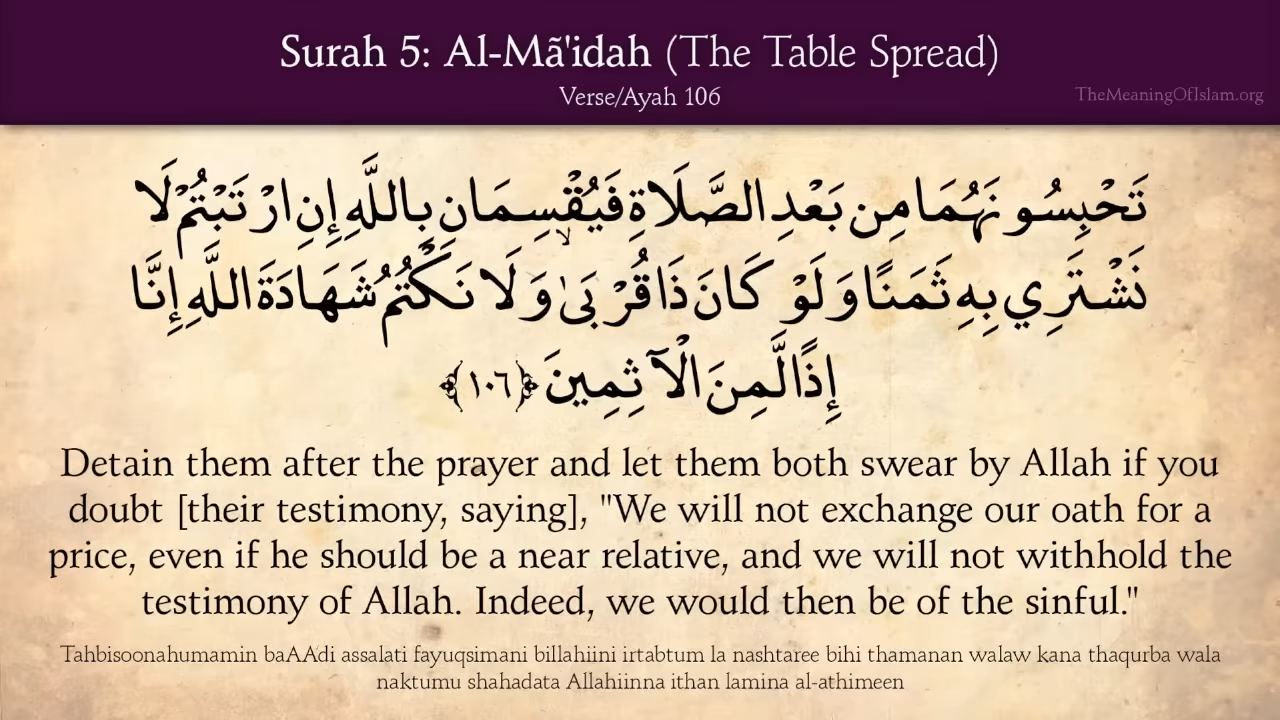 Surah 5: Al-Mã'idah (The Table Spread)
Verse/Ayah 106
TheMeaningOfIslam.org
تَحْبِسُونَهُمَا مِن بَعْدِ الصَّلَاةِ فَيُقْسِمَانِ بِاللَّهِ إِنِ ارْتَبْتُمْ لَا
نَشْتَرِي بِهِ ثَمَنًا وَلَوْ كَانَ ذَا قُرْبَىٰ وَلَا نَكْتُمُ شَهَادَةَ اللَّهِ إِنَّا
إِذًا لَّمِنَ الْآثِمِينَ ﴿١٠٦﴾
Detain them after the prayer and let them both swear by Allah if you
doubt [their testimony, saying], "We will not exchange our oath for a
price, even if he should be a near relative, and we will not withhold the
testimony of Allah. Indeed, we would then be of the sinful."
Tahbisoonahumamin baAAdi assalati fayuqsimani billahiini irtabtum la nashtaree bihi thamanan walaw kana thaqurba wala
naktumu shahadata Allahiinna ithan lamina al-athimeen